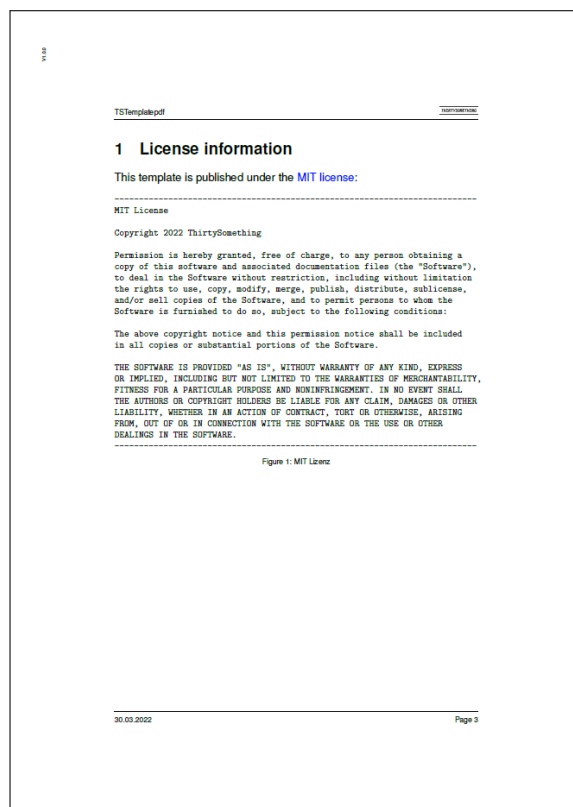 V1.0.0
TSTemplatepdf THIRTYSOMETHING
1 License information
This template is published under the MIT license:
------------------------------------------------------------------------
MIT License
Copyright 2022 ThirtySomething
Permission is hereby granted, free of charge, to any person obtaining a
copy of this software and associated documentation files (the "Software"),
to deal in the Software without restriction, including without limitation
the rights to use, copy, modify, merge, publish, distribute, sublicense,
and/or sell copies of the Software, and to permit persons to whom the
Software is furnished to do so, subject to the following conditions:
The above copyright notice and this permission notice shall be included
in all copies or substantial portions of the Software.
THE SOFTWARE IS PROVIDED "AS IS", WITHOUT WARRANTY OF ANY KIND, EXPRESS
OR IMPLIED, INCLUDING BUT NOT LIMITED TO THE WARRANTIES OF MERCHANTABILITY,
FITNESS FOR A PARTICULAR PURPOSE AND NONINFRINGEMENT. IN NO EVENT SHALL
THE AUTHORS OR COPYRIGHT HOLDERS BE LIABLE FOR ANY CLAIM, DAMAGES OR OTHER
LIABILITY, WHETHER IN AN ACTION OF CONTRACT, TORT OR OTHERWISE, ARISING
FROM, OUT OF OR IN CONNECTION WITH THE SOFTWARE OR THE USE OR OTHER
DEALINGS IN THE SOFTWARE.
------------------------------------------------------------------------
Figure 1: MIT Lizenz
30.03.2022 Page 3